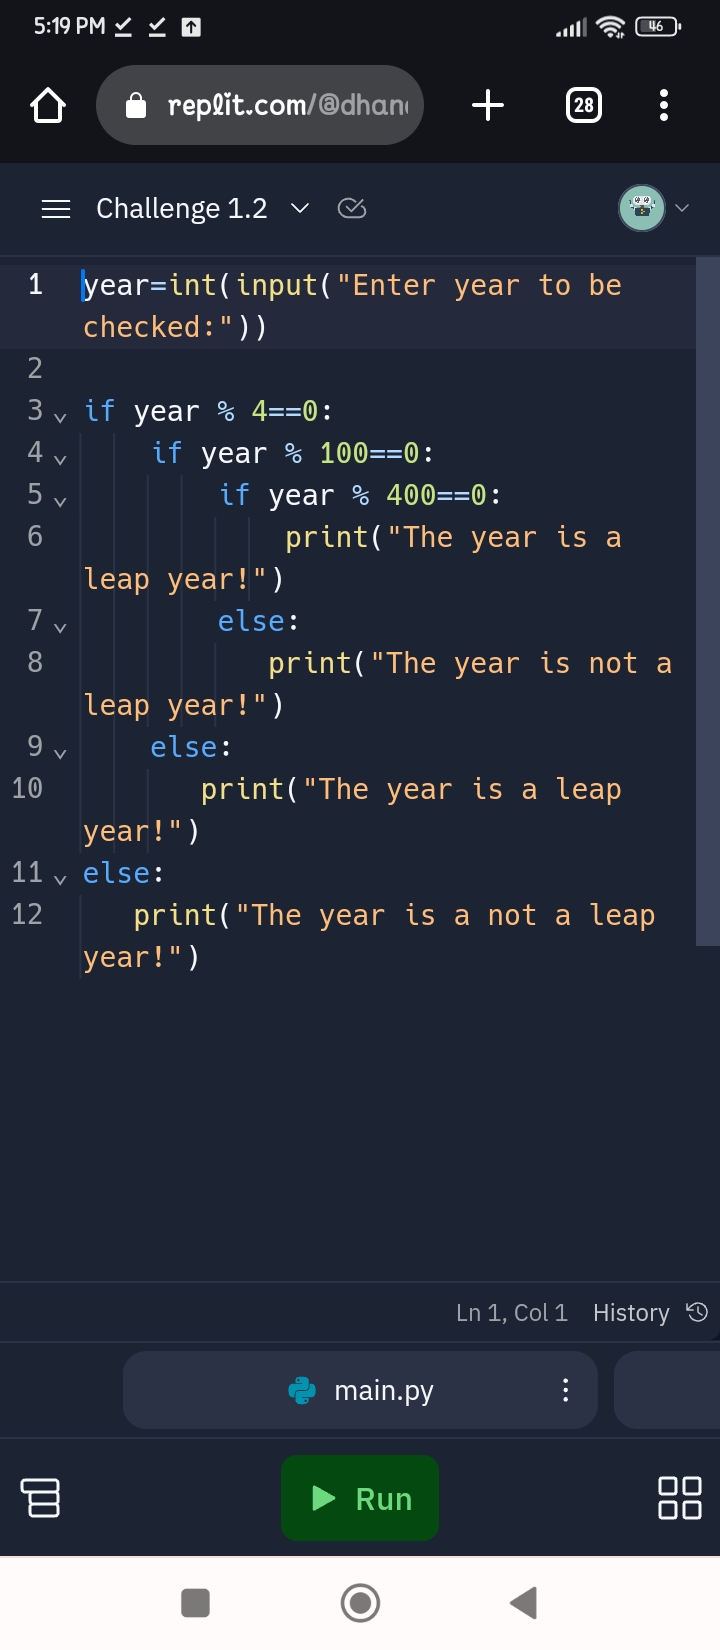 5:19 PM 46
replit.com/@dhan
28
Challenge 1.2
1 year=int(input("Enter year to be
checked:"))
2
3 if year % 4==0:
4 if year % 100==0:
5 if year % 400==0:
6 print("The year is a
leap year!")
7 else:
8 print("The year is not a
leap year!")
9 else:
10 print("The year is a leap
year!")
11 else:
12 print("The year is a not a leap
year!")
Ln 1, Col 1 History
main.py
Run